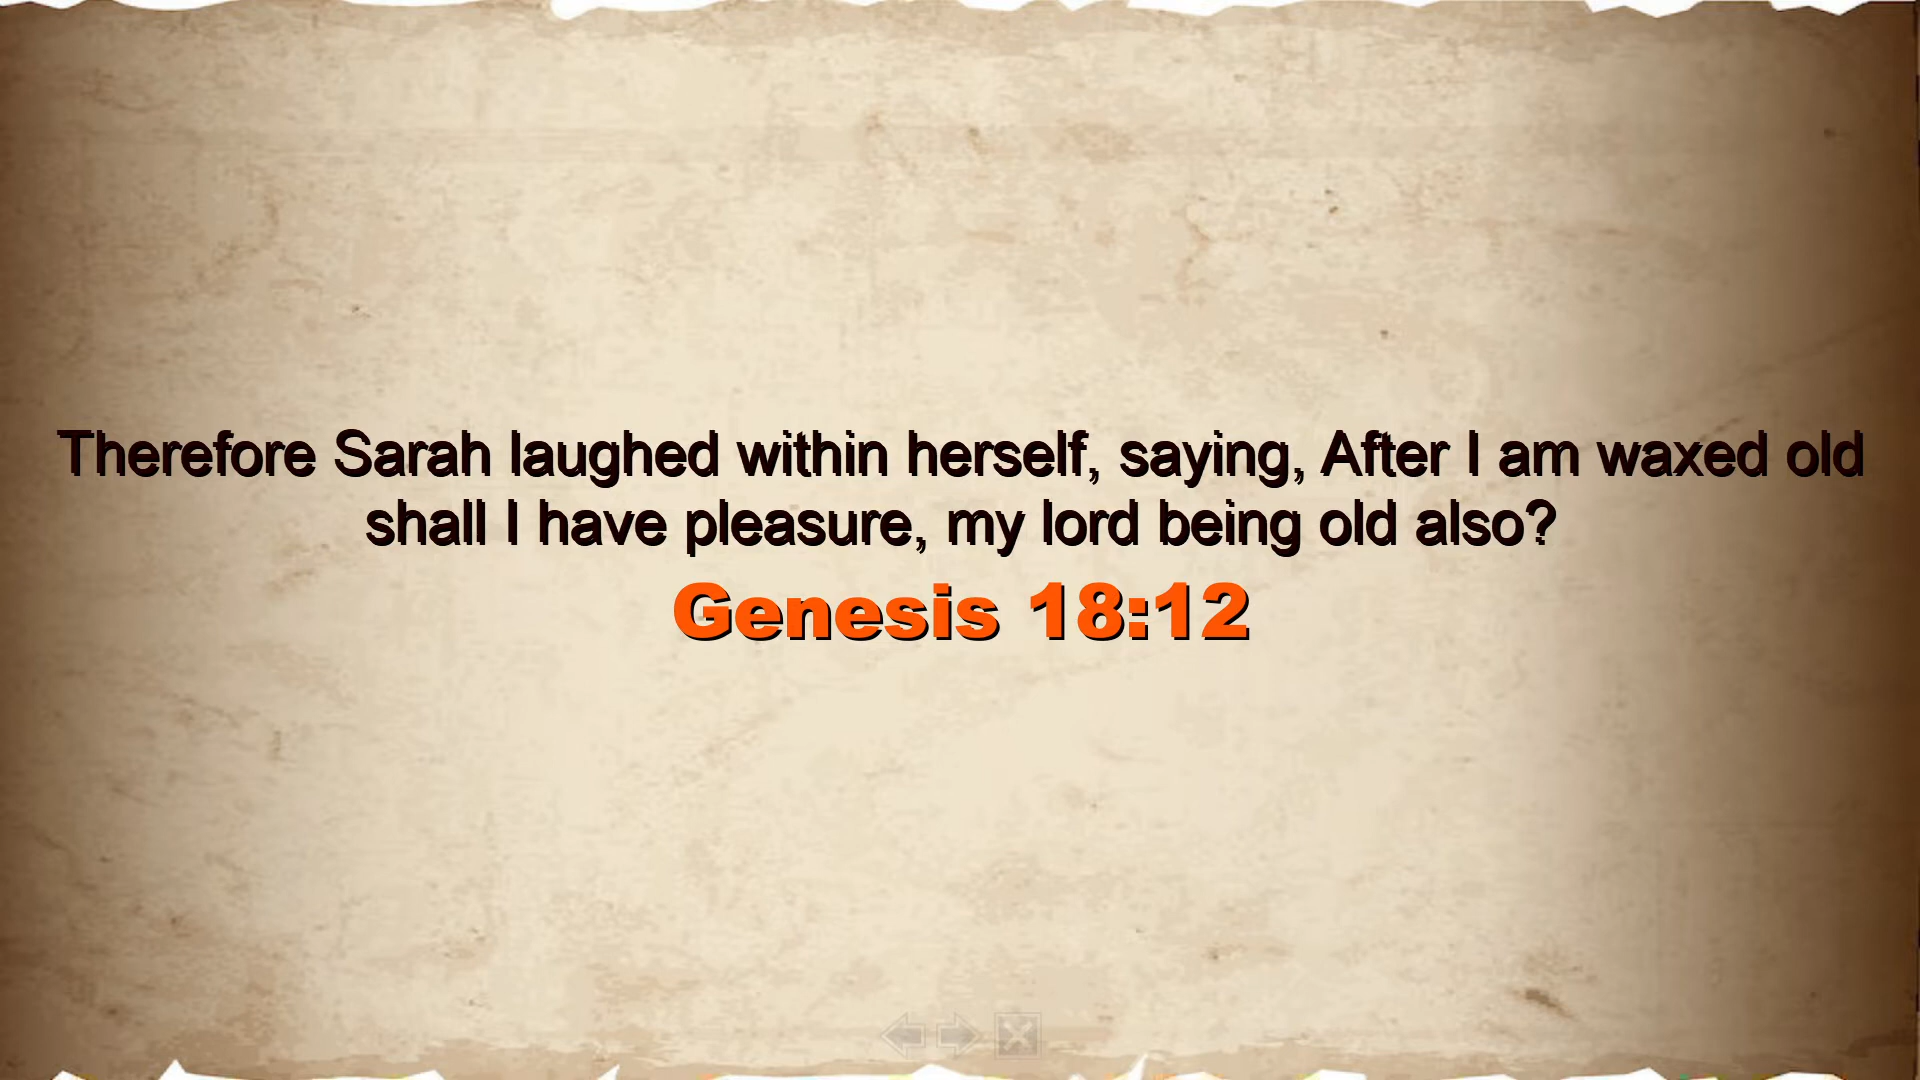 Therefore Sarah laughed within herself, saying, After I am waxed old
shall I have pleasure, my lord being old also?
Genesis 18:12